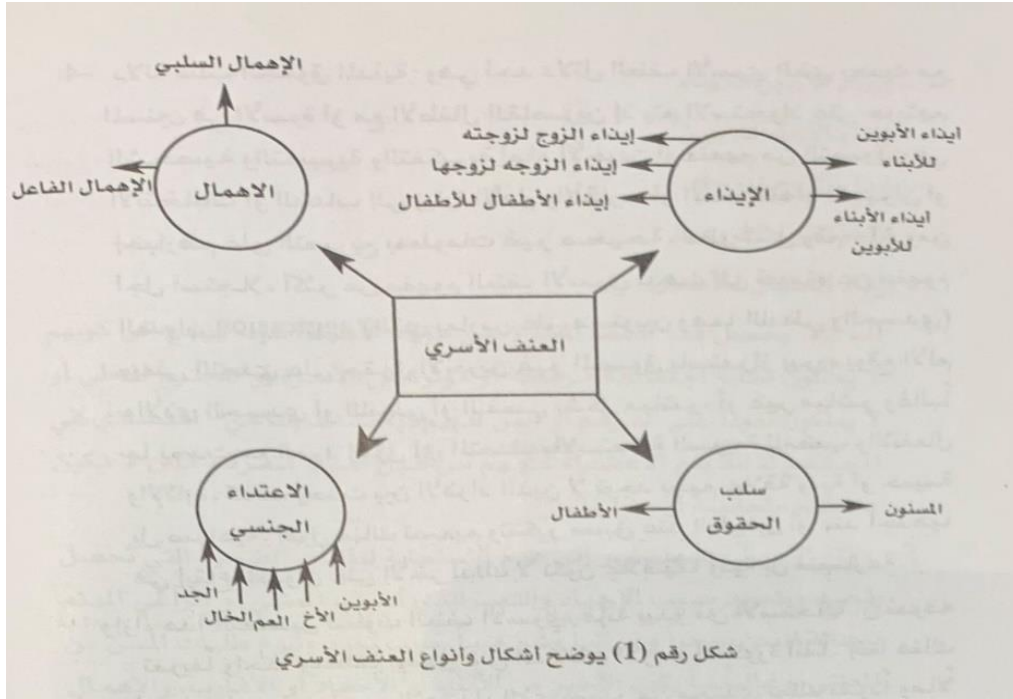 الإهمال السلبي
الإهمال الفاعل
الاهمال
إيذاء الزوج لزوجته
إيذاء الزوجه لزوجها
إيذاء الأطفال للأطفال
الإيذاء
ايذاء الأبوين
للأبناء
ايذاء الأبناء
للأبوين
العنف الأسري
الاعتداء
الجنسي
الجد
الخال
العم
الأخ
الأبوين
سلب
الحقوق
الأطفال
المسنون
شكل رقم (1) يوضح أشكال وأنواع العنف الأسري